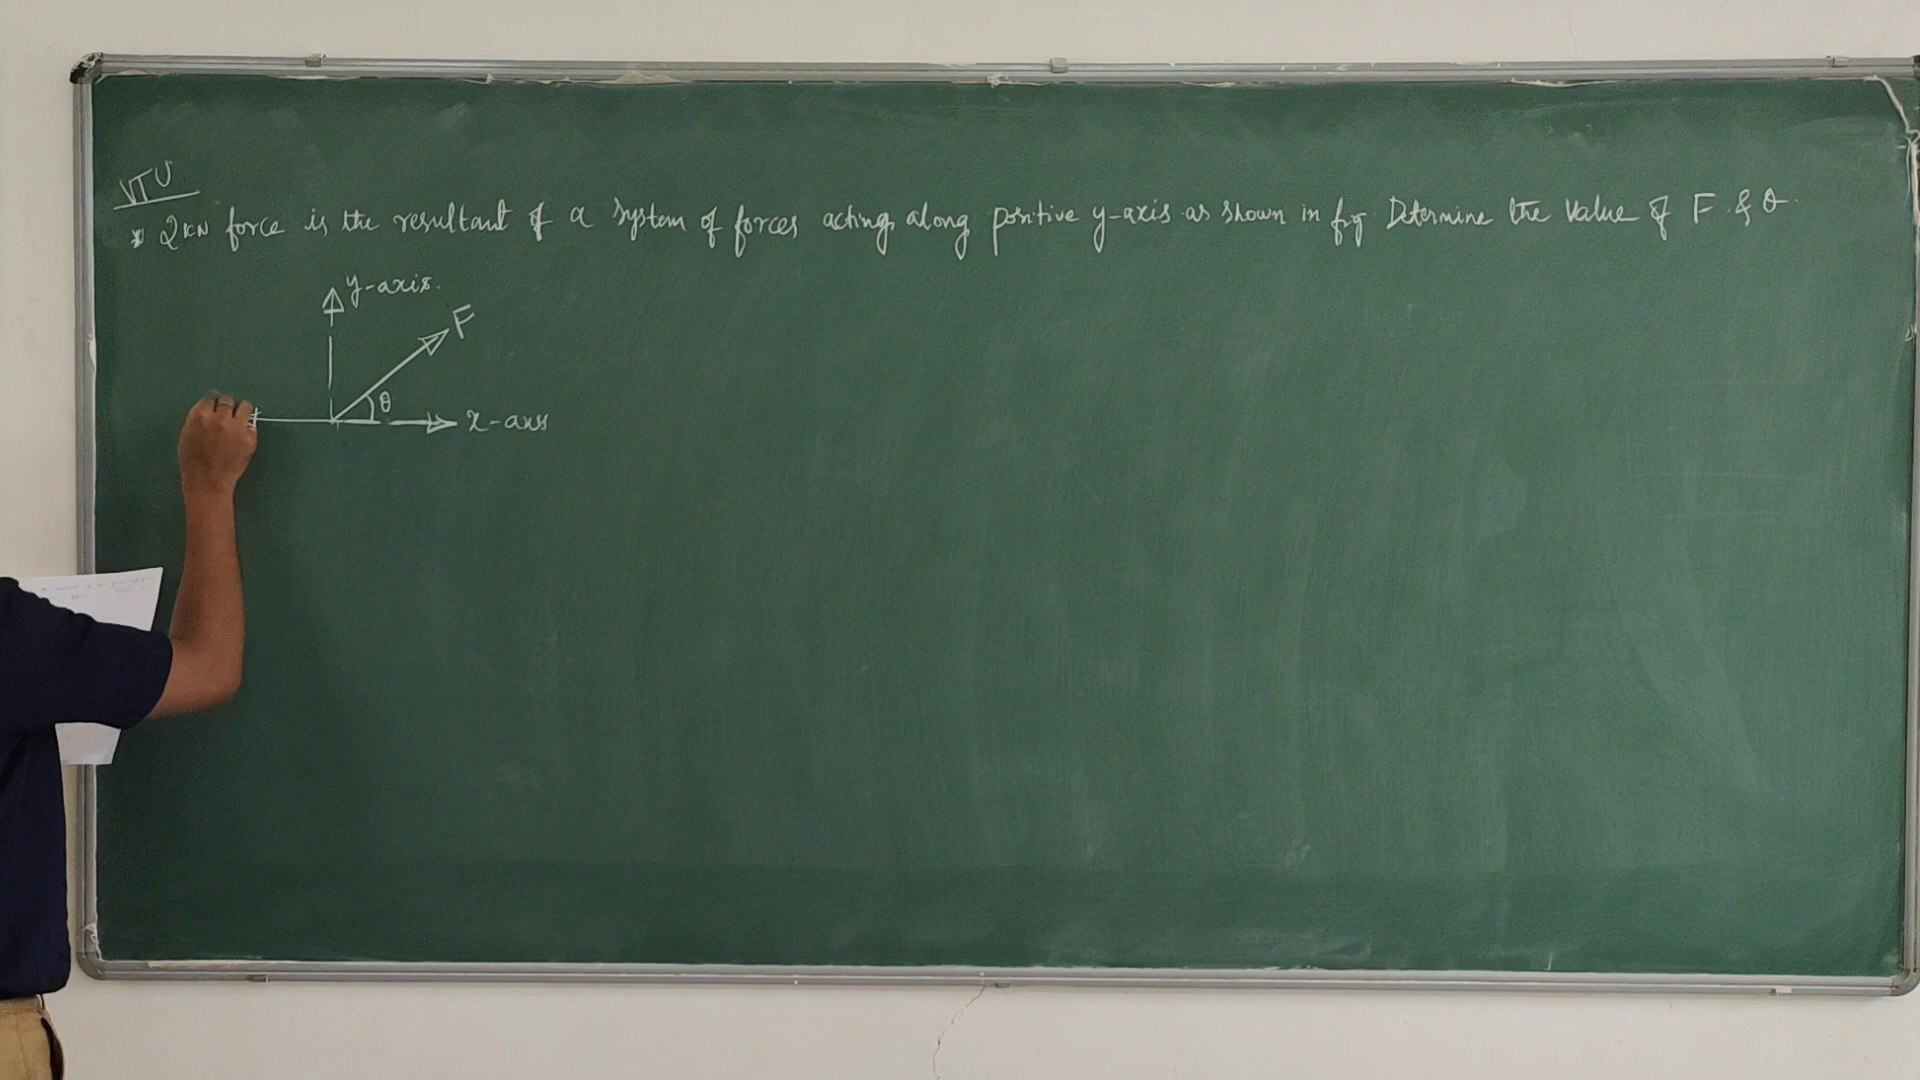 VTU
* 2KN force is the resultant of a system of forces acting along positive y-axis as shown in fig. Determine the value of F & θ.
y-axis.
F
θ
x-axis